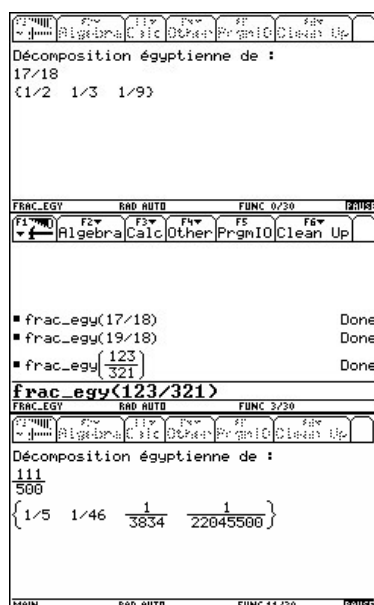 Algebra Calc Other PrgmIO Clean Up
Décomposition égyptienne de :
17/18
{1/2 1/3 1/9}
FRAC_EGY RAD AUTO FUNC 0/30 PAUSE
F1 F2 F3 F4 F5 F6
Algebra Calc Other PrgmIO Clean Up
▪ frac_egy(17/18) Done
▪ frac_egy(19/18) Done
▪ frac_egy(123/321) Done
frac_egy(123/321)
FRAC_EGY RAD AUTO FUNC 3/30
Algebra Calc Other PrgmIO Clean Up
Décomposition égyptienne de :
111/500
{1/5 1/46 1/3834 1/22045500}
MAIN RAD AUTO FUNC 11/30 PAUSE